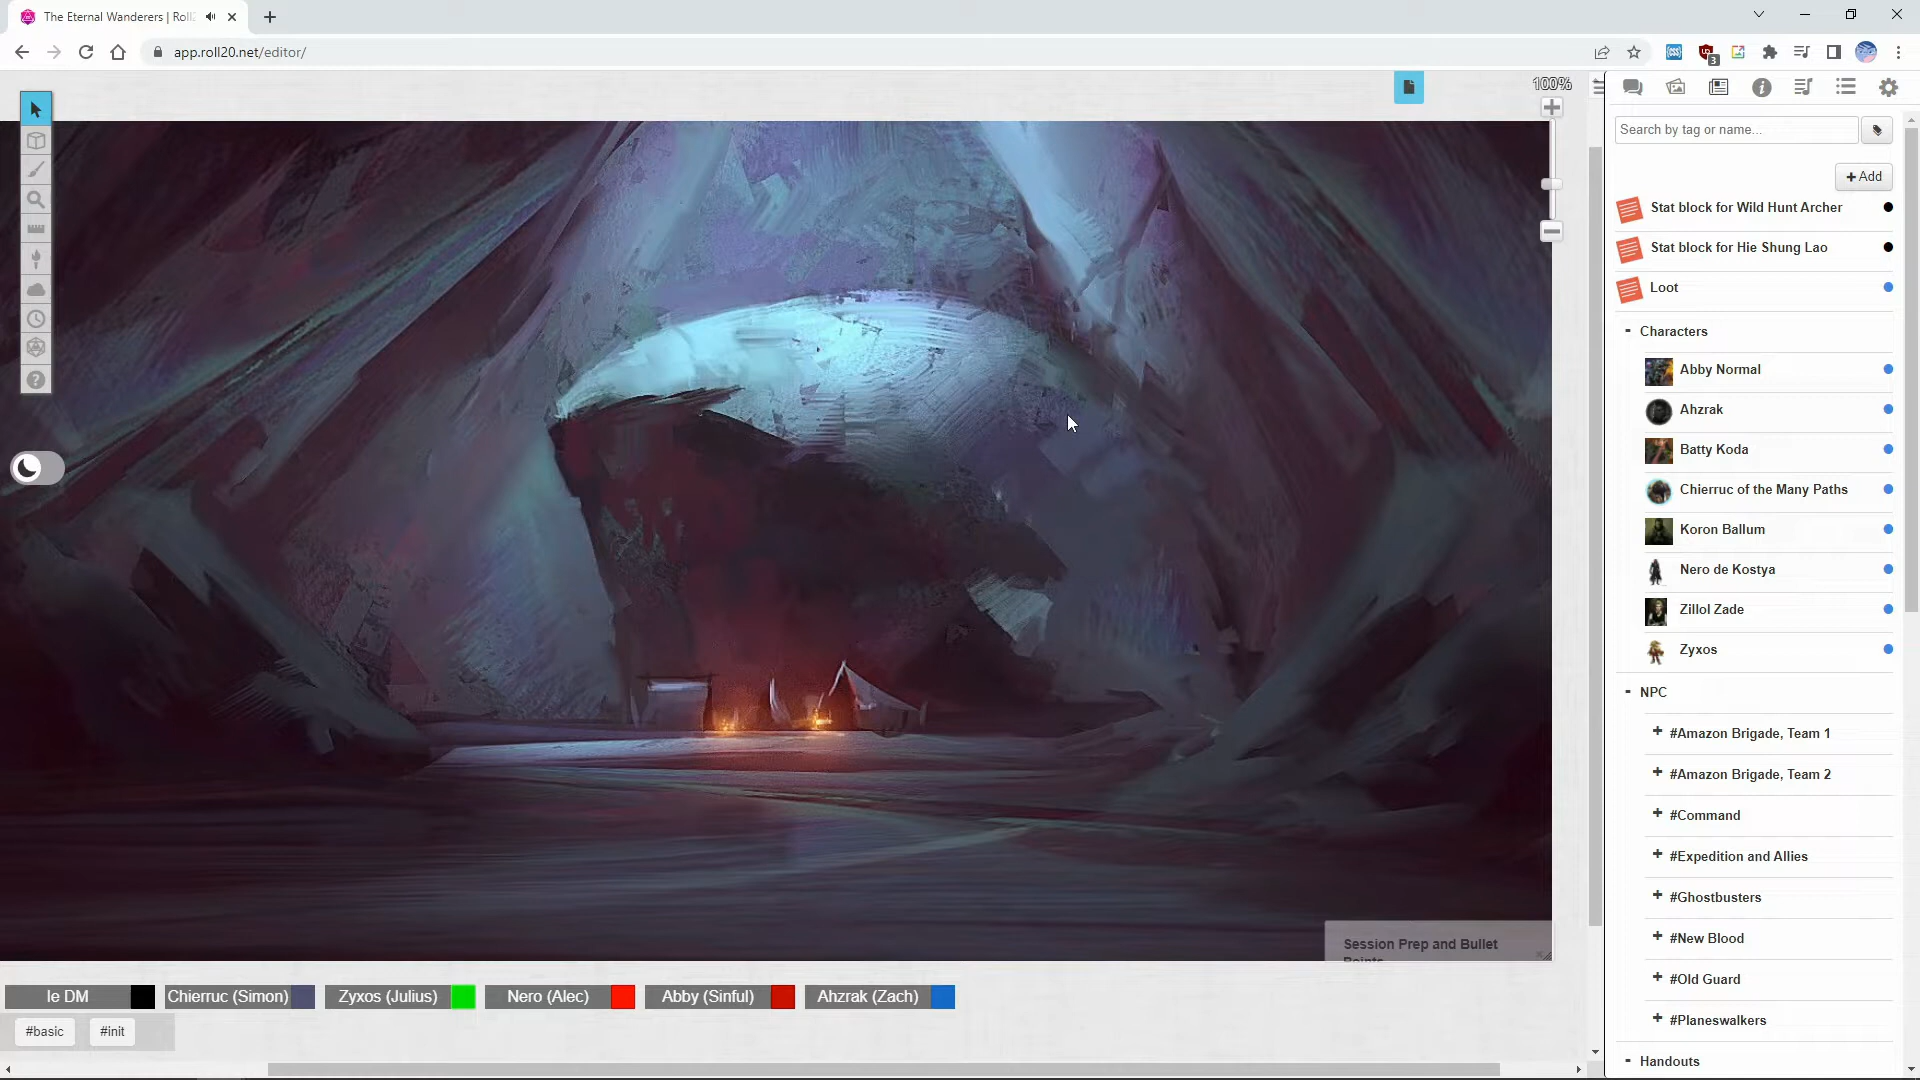 The Eternal Wanderers | Roll2
app.roll20.net/editor/
3
100%
Search by tag or name...
+ Add
Stat block for Wild Hunt Archer
Stat block for Hie Shung Lao
Loot
- Characters
Abby Normal
Ahzrak
Batty Koda
Chierruc of the Many Paths
Koron Ballum
Nero de Kostya
Zillol Zade
Zyxos
- NPC
+ #Amazon Brigade, Team 1
+ #Amazon Brigade, Team 2
+ #Command
+ #Expedition and Allies
+ #Ghostbusters
+ #New Blood
+ #Old Guard
+ #Planeswalkers
- Handouts
Session Prep and Bullet
Points
le DM
Chierruc (Simon)
Zyxos (Julius)
Nero (Alec)
Abby (Sinful)
Ahzrak (Zach)
#basic
#init